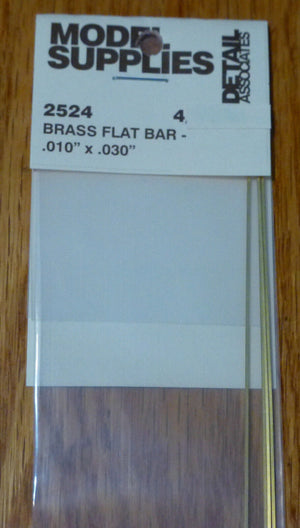 MODEL
SUPPLIES
DETAIL
ASSOCIATES
2524 4
BRASS FLAT BAR -
.010" x .030"